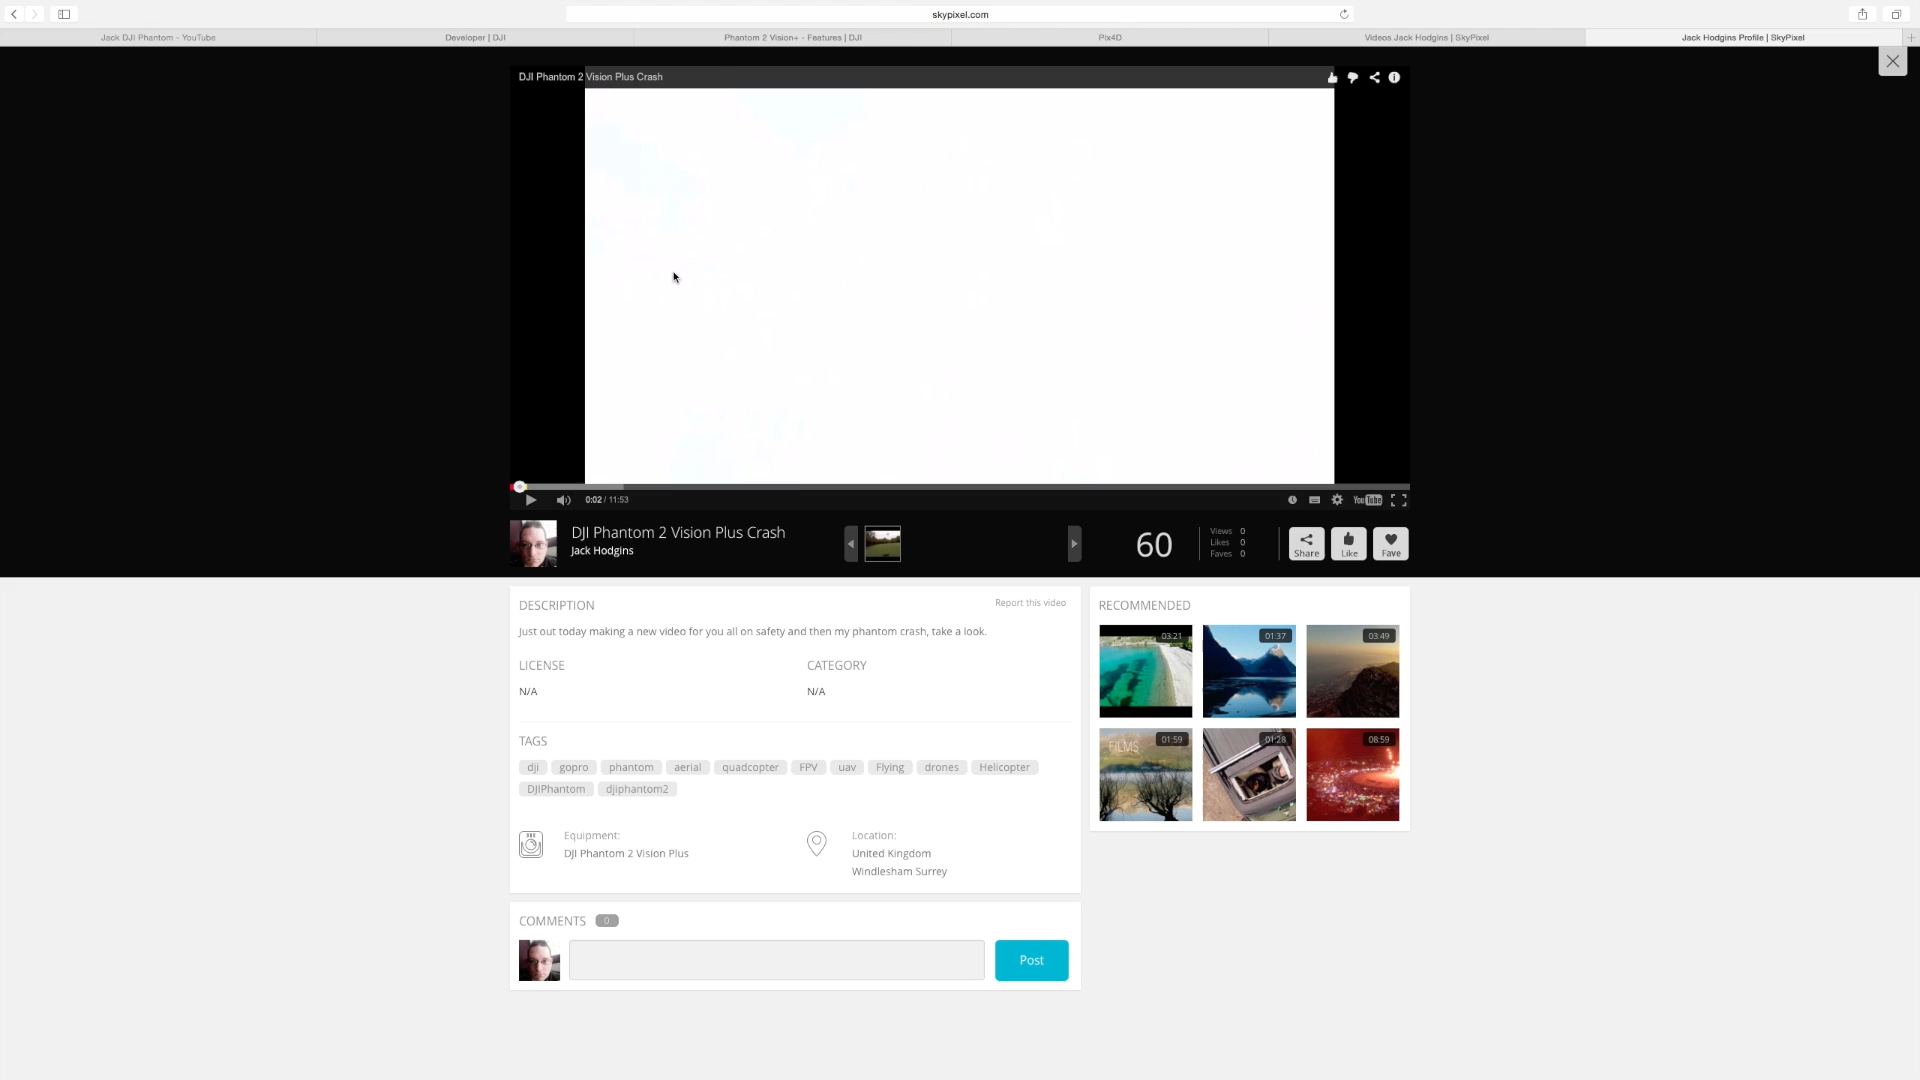 skypixel.com
Jack DJI Phantom - YouTube
Developer | DJI
Phantom 2 Vision+ - Features | DJI
Pix4D
Videos Jack Hodgins | SkyPixel
Jack Hodgins Profile | SkyPixel
DJI Phantom 2 Vision Plus Crash
0:02 / 11:53
YouTube
DJI Phantom 2 Vision Plus Crash
Jack Hodgins
60
Views 0
Likes 0
Faves 0
Share
Like
Fave
DESCRIPTION
Report this video
Just out today making a new video for you all on safety and then my phantom crash, take a look.
LICENSE
CATEGORY
N/A
N/A
TAGS
dji gopro phantom aerial quadcopter FPV uav Flying drones Helicopter
DJIPhantom djiphantom2
Equipment:
DJI Phantom 2 Vision Plus
Location:
United Kingdom
Windlesham Surrey
COMMENTS 0
Post
RECOMMENDED
03:21
01:37
03:49
FILMS
01:59
01:28
08:59